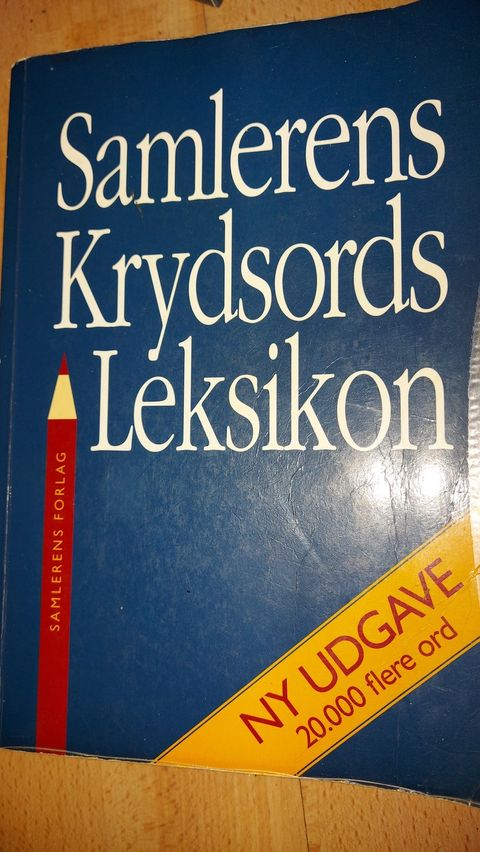 Samlerens
Krydsords
Leksikon
SAMLERENS FORLAG
NY UDGAVE
20.000 flere ord